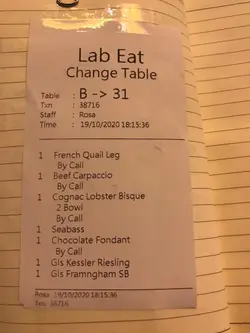 Lab Eat
Change Table
Table : B -> 31
Txn : 38716
Staff : Rosa
Time : 19/10/2020 18:15:36
1 French Quail Leg
By Call
1 Beef Carpaccio
By Call
1 Cognac Lobster Bisque
2 Bowl
By Call
1 Seabass
1 Chocolate Fondant
By Call
1 Gls Kessler Riesling
1 Gls Framngham SB
Rosa 19/10/2020 18:15:36
Txn: 38716